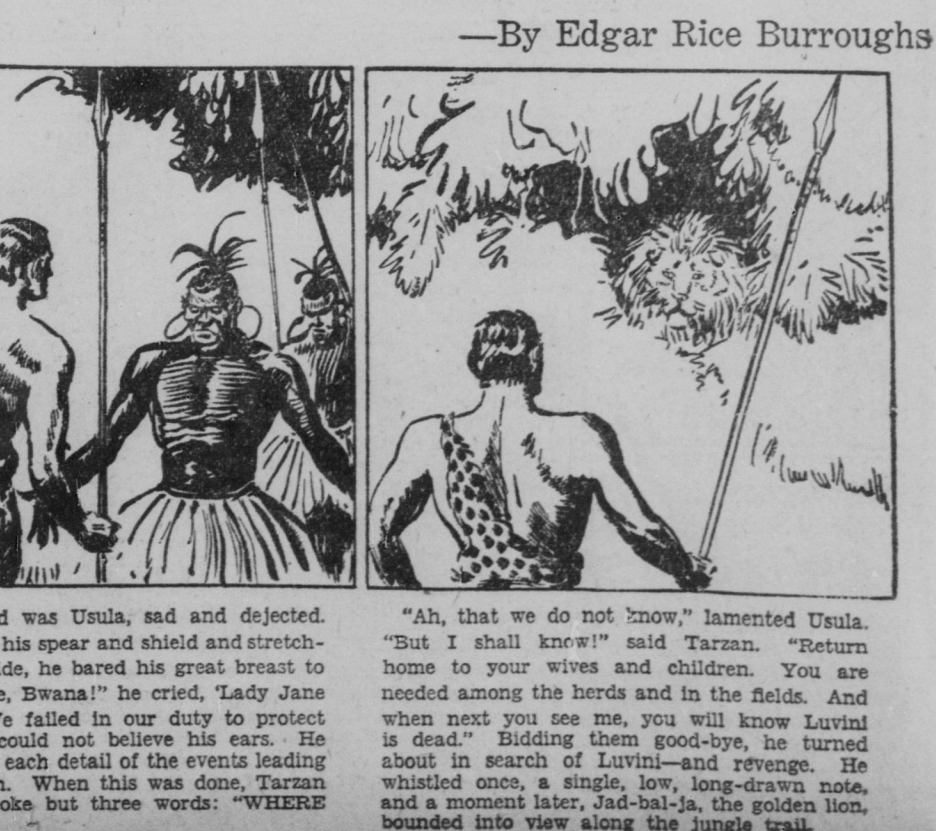 —By Edgar Rice Burroughs
d was Usula, sad and dejected.
his spear and shield and stretch-
ide, he bared his great breast to
e, Bwana!" he cried, 'Lady Jane
e failed in our duty to protect
could not believe his ears. He
each detail of the events leading
n. When this was done, Tarzan
oke but three words: "WHERE
"Ah, that we do not know," lamented Usula.
"But I shall know!" said Tarzan. "Return
home to your wives and children. You are
needed among the herds and in the fields. And
when next you see me, you will know Luvini
is dead." Bidding them good-bye, he turned
about in search of Luvini—and revenge. He
whistled once, a single, low, long-drawn note,
and a moment later, Jad-bal-ja, the golden lion,
bounded into view along the jungle trail